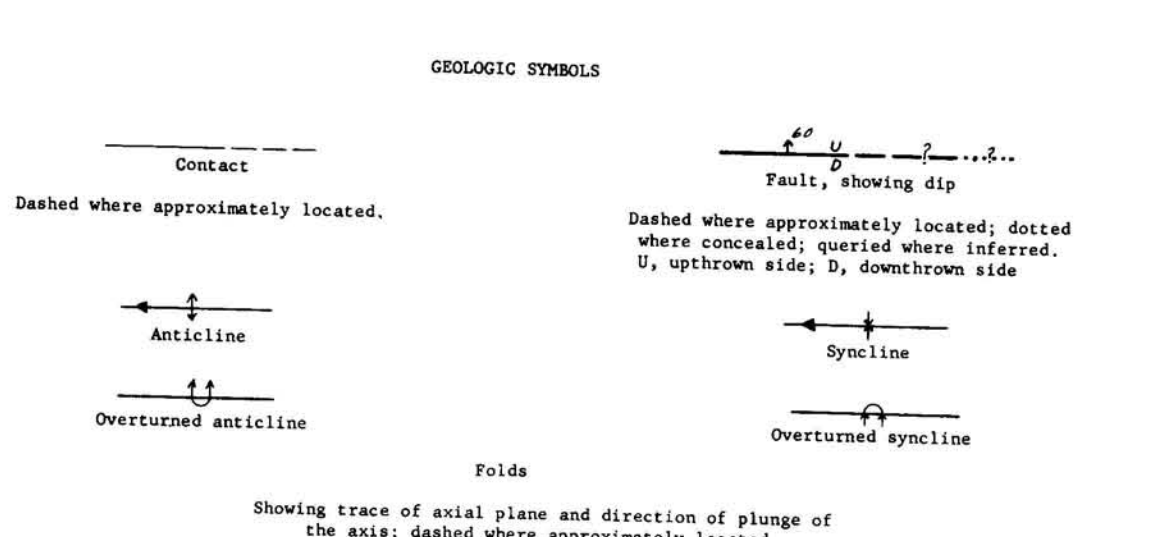 GEOLOGIC SYMBOLS
Contact
Dashed where approximately located.
60
U
D
?
?
Fault, showing dip
Dashed where approximately located; dotted
where concealed; queried where inferred.
U, upthrown side; D, downthrown side
Anticline
Syncline
Overturned anticline
Overturned syncline
Folds
Showing trace of axial plane and direction of plunge of
the axis; dashed where approximately located